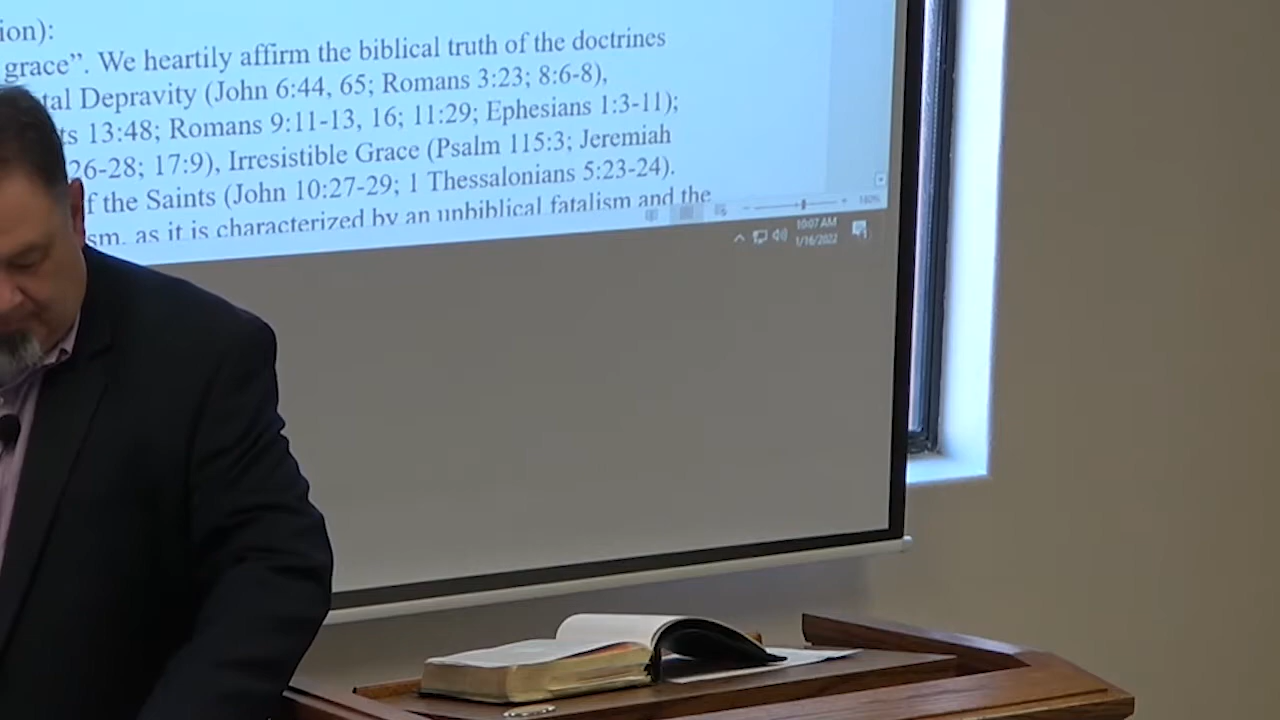 ion):
grace”. We heartily affirm the biblical truth of the doctrines
tal Depravity (John 6:44, 65; Romans 3:23; 8:6-8),
ts 13:48; Romans 9:11-13, 16; 11:29; Ephesians 1:3-11);
26-28; 17:9), Irresistible Grace (Psalm 115:3; Jeremiah
f the Saints (John 10:27-29; 1 Thessalonians 5:23-24).
sm, as it is characterized by an unbiblical fatalism and the
180%
10:07 AM
1/16/2022